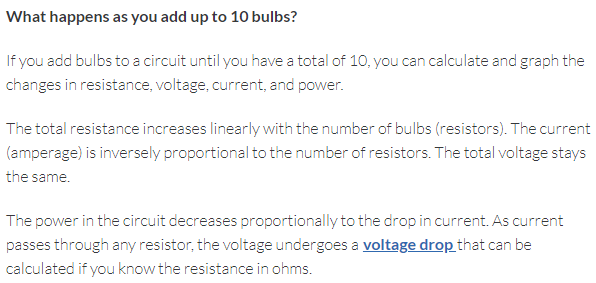 What happens as you add up to 10 bulbs?
If you add bulbs to a circuit until you have a total of 10, you can calculate and graph the
changes in resistance, voltage, current, and power.
The total resistance increases linearly with the number of bulbs (resistors). The current
(amperage) is inversely proportional to the number of resistors. The total voltage stays
the same.
The power in the circuit decreases proportionally to the drop in current. As current
passes through any resistor, the voltage undergoes a voltage drop that can be
calculated if you know the resistance in ohms.